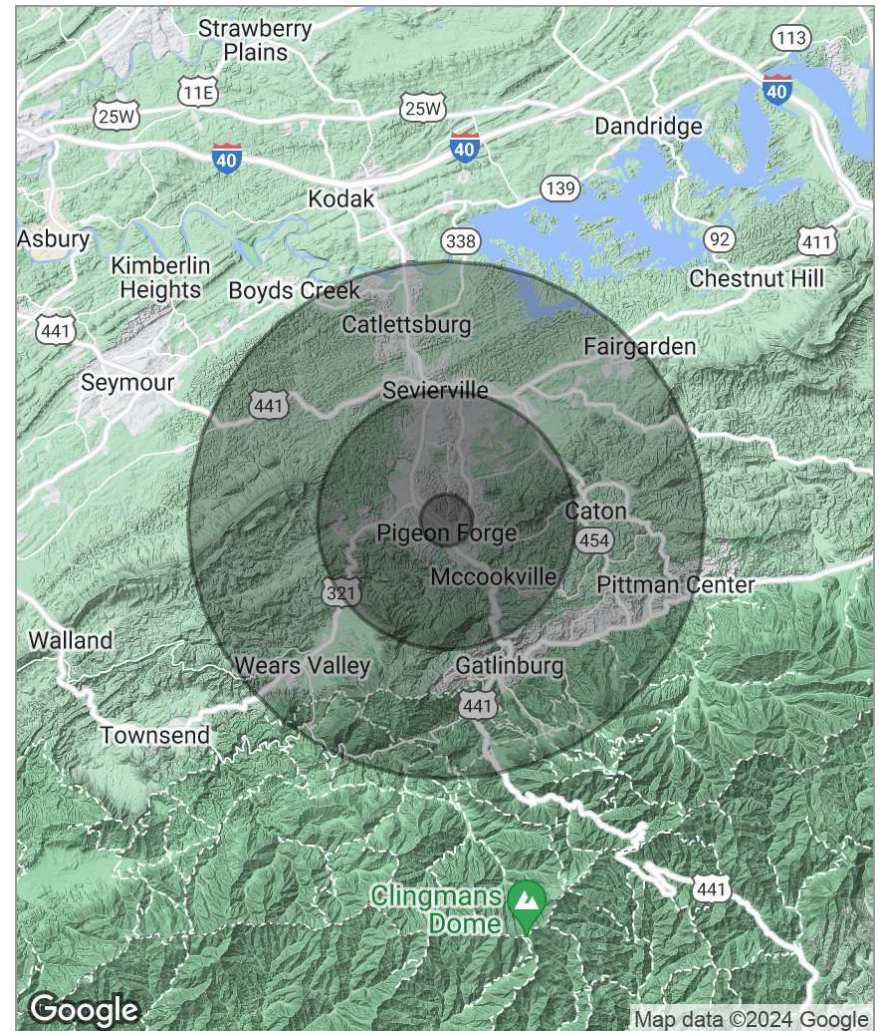 Strawberry
Plains
113
11E
25W
25W
40
Dandridge
40
40
Kodak
139
Asbury
338
92
411
Kimberlin
Heights
Chestnut Hill
Boyds Creek
441
Catlettsburg
Fairgarden
Seymour
Sevierville
441
Caton
Pigeon Forge
454
Mccookville
Pittman Center
321
Walland
Wears Valley
Gatlinburg
441
Townsend
441
Clingmans
Dome
Google
Map data ©2024 Google